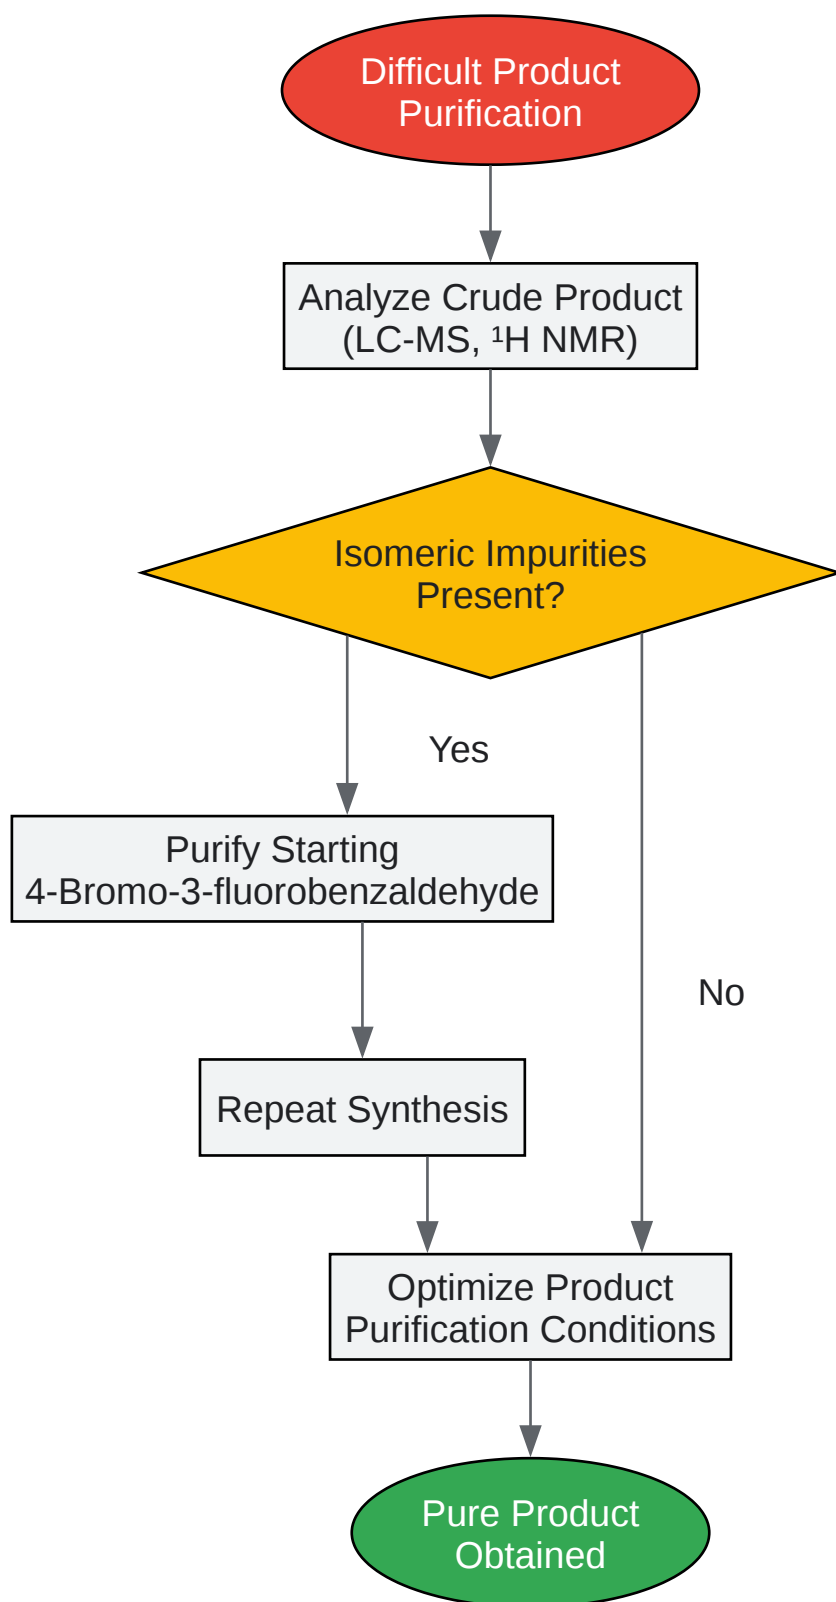 Difficult Product
Purification
Analyze Crude Product
(LC-MS, ¹H NMR)
Isomeric Impurities
Present?
Yes
Purify Starting
4-Bromo-3-fluorobenzaldehyde
No
Repeat Synthesis
Optimize Product
Purification Conditions
Pure Product
Obtained